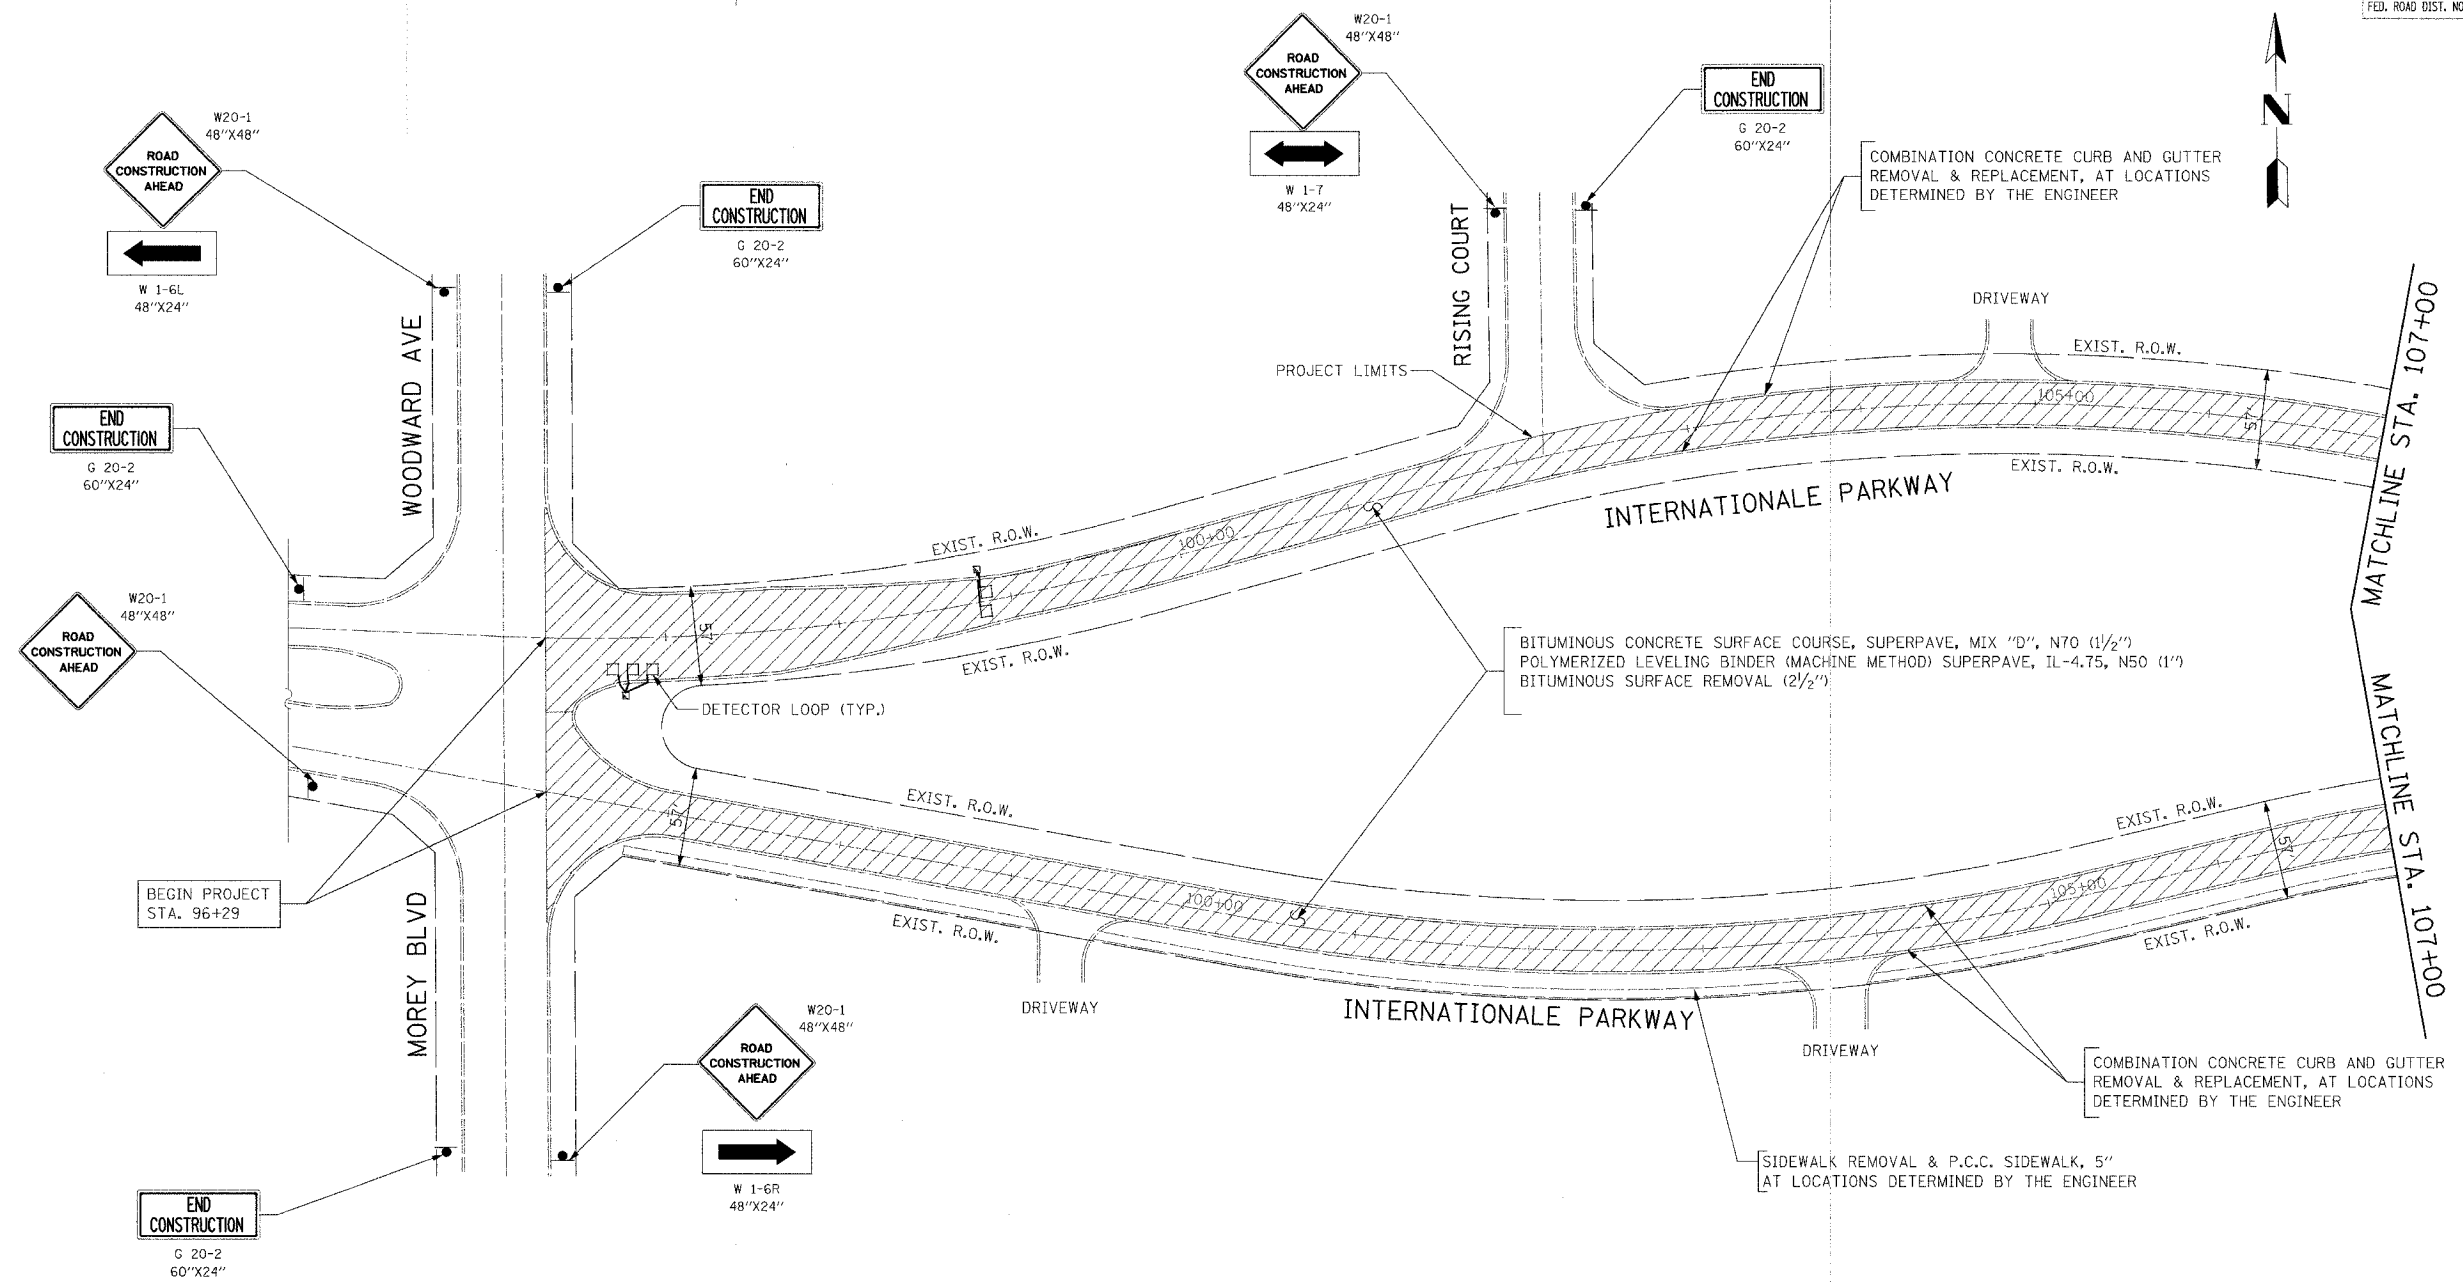 FED. ROAD DIST. NO
W20-1
48"X48"
ROAD
CONSTRUCTION
AHEAD
W 1-7
48"X24"
END
CONSTRUCTION
G 20-2
60"X24"
N
W20-1
48"X48"
ROAD
CONSTRUCTION
AHEAD
W 1-6L
48"X24"
END
CONSTRUCTION
G 20-2
60"X24"
COMBINATION CONCRETE CURB AND GUTTER
REMOVAL & REPLACEMENT, AT LOCATIONS
DETERMINED BY THE ENGINEER
RISING COURT
WOODWARD AVE
DRIVEWAY
EXIST. R.O.W.
PROJECT LIMITS
105+00
57'
EXIST. R.O.W.
MATCHLINE STA. 107+00
INTERNATIONALE PARKWAY
END
CONSTRUCTION
G 20-2
60"X24"
EXIST. R.O.W.
100+00
W20-1
48"X48"
ROAD
CONSTRUCTION
AHEAD
57'
EXIST. R.O.W.
DETECTOR LOOP (TYP.)
BITUMINOUS CONCRETE SURFACE COURSE, SUPERPAVE, MIX "D", N70 (1 1/2")
POLYMERIZED LEVELING BINDER (MACHINE METHOD) SUPERPAVE, IL-4.75, N50 (1")
BITUMINOUS SURFACE REMOVAL (2 1/2")
MATCHLINE STA. 107+00
EXIST. R.O.W.
EXIST. R.O.W.
57'
57'
BEGIN PROJECT
STA. 96+29
100+00
105+00
EXIST. R.O.W.
EXIST. R.O.W.
MOREY BLVD
DRIVEWAY
INTERNATIONALE PARKWAY
DRIVEWAY
W20-1
48"X48"
ROAD
CONSTRUCTION
AHEAD
W 1-6R
48"X24"
COMBINATION CONCRETE CURB AND GUTTER
REMOVAL & REPLACEMENT, AT LOCATIONS
DETERMINED BY THE ENGINEER
SIDEWALK REMOVAL & P.C.C. SIDEWALK, 5"
AT LOCATIONS DETERMINED BY THE ENGINEER
END
CONSTRUCTION
G 20-2
60"X24"